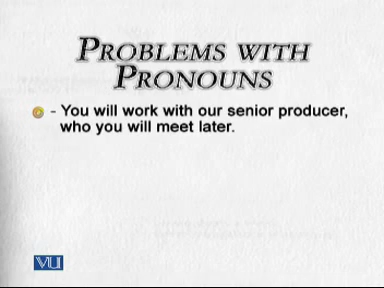 PROBLEMS WITH
PRONOUNS
- You will work with our senior producer,
who you will meet later.
VU